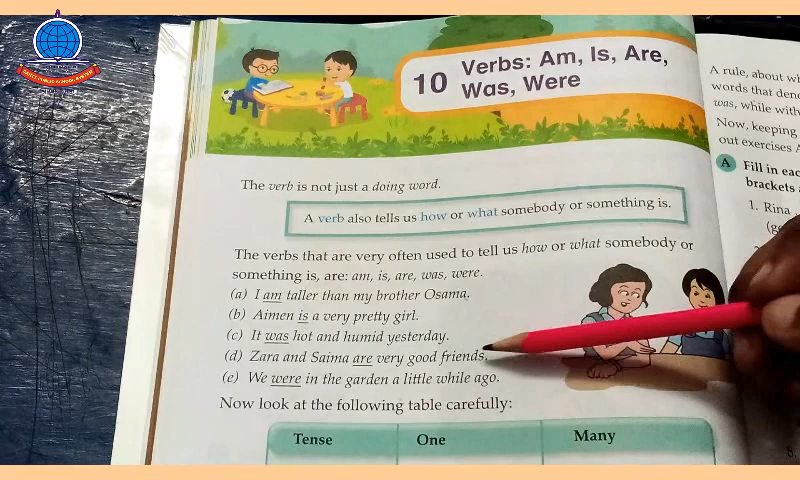 10 Verbs: Am, Is, Are,
Was, Were
The verb is not just a doing word.
A verb also tells us how or what somebody or something is.
The verbs that are very often used to tell us how or what somebody or
something is, are: am, is, are, was, were.
(a) I am taller than my brother Osama.
(b) Aimen is a very pretty girl.
(c) It was hot and humid yesterday.
(d) Zara and Saima are very good friends.
(e) We were in the garden a little while ago.
Now look at the following table carefully:
Tense One Many
A rule, about
words that
was, while with
Now, keeping
out exercises
A Fill in
brackets
1. Rina
8.